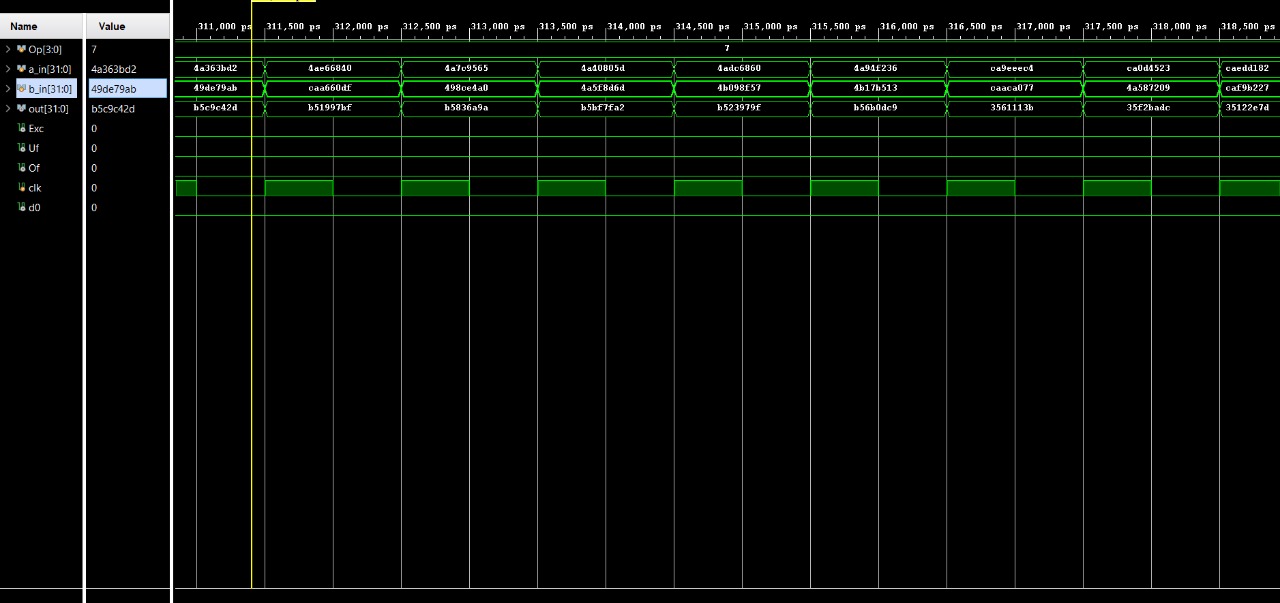 Name Value
311,000 ps 311,500 ps 312,000 ps 312,500 ps 313,000 ps 313,500 ps 314,000 ps 314,500 ps 315,000 ps 315,500 ps 316,000 ps 316,500 ps 317,000 ps 317,500 ps 318,000 ps 318,500 ps
Op[3:0] 7 7
a_in[31:0] 4a363bd2 4a363bd2 4ae66840 4a7c9565 4a40805d 4adc6860 4a94f236 ca9eeec4 ca0d4523 caedd182
b_in[31:0] 49de79ab 49de79ab caa660df 498ce4a0 4a5f8d6d 4b098f57 4b17b513 caaca077 4a587209 caf9b227
out[31:0] b5c9c42d b5c9c42d b51997bf b5836a9a b5bf7fa2 b523979f b56b0dc9 3561113b 35f2badc 35122e7d
Exc 0
Uf 0
Of 0
clk 0
d0 0